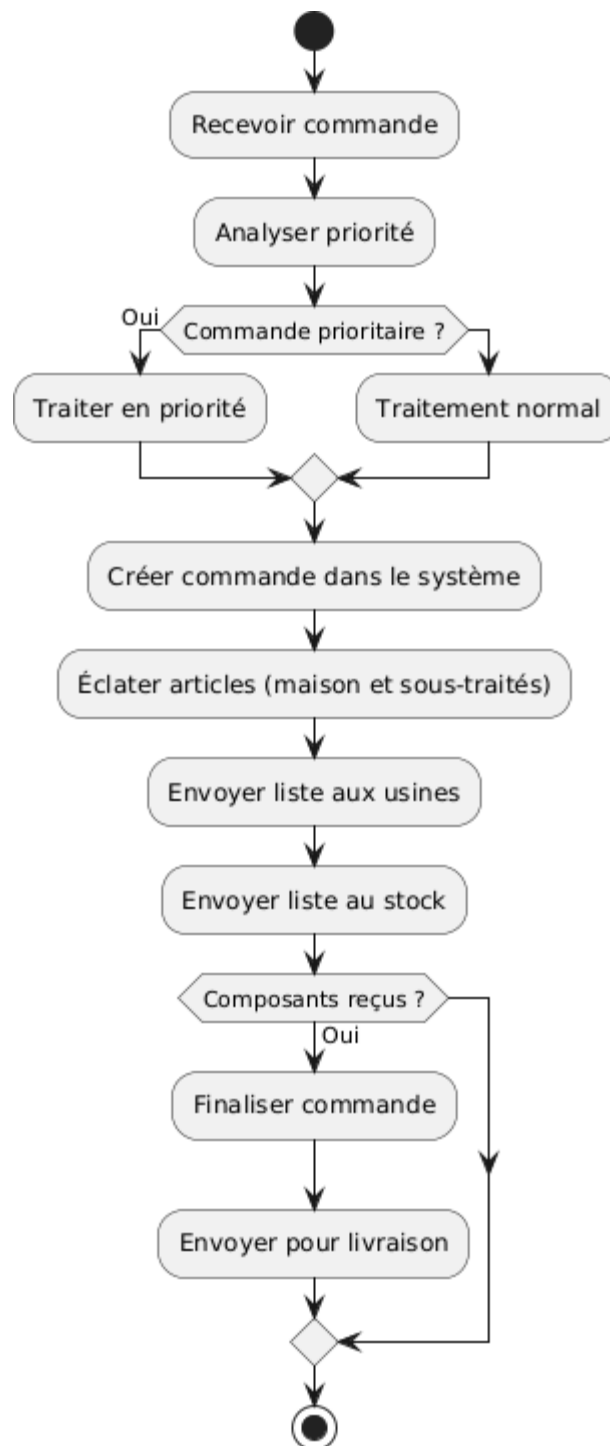 Recevoir commande
Analyser priorité
Oui
Commande prioritaire ?
Traiter en priorité
Traitement normal
Créer commande dans le système
Éclater articles (maison et sous-traités)
Envoyer liste aux usines
Envoyer liste au stock
Composants reçus ?
Oui
Finaliser commande
Envoyer pour livraison